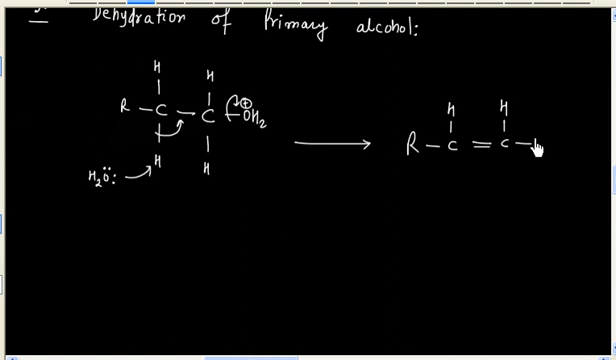 Dehydration of Primary alcohol:
H H H H
R - C - C - ⊕OH2 → R - C = C -
H2O: H H